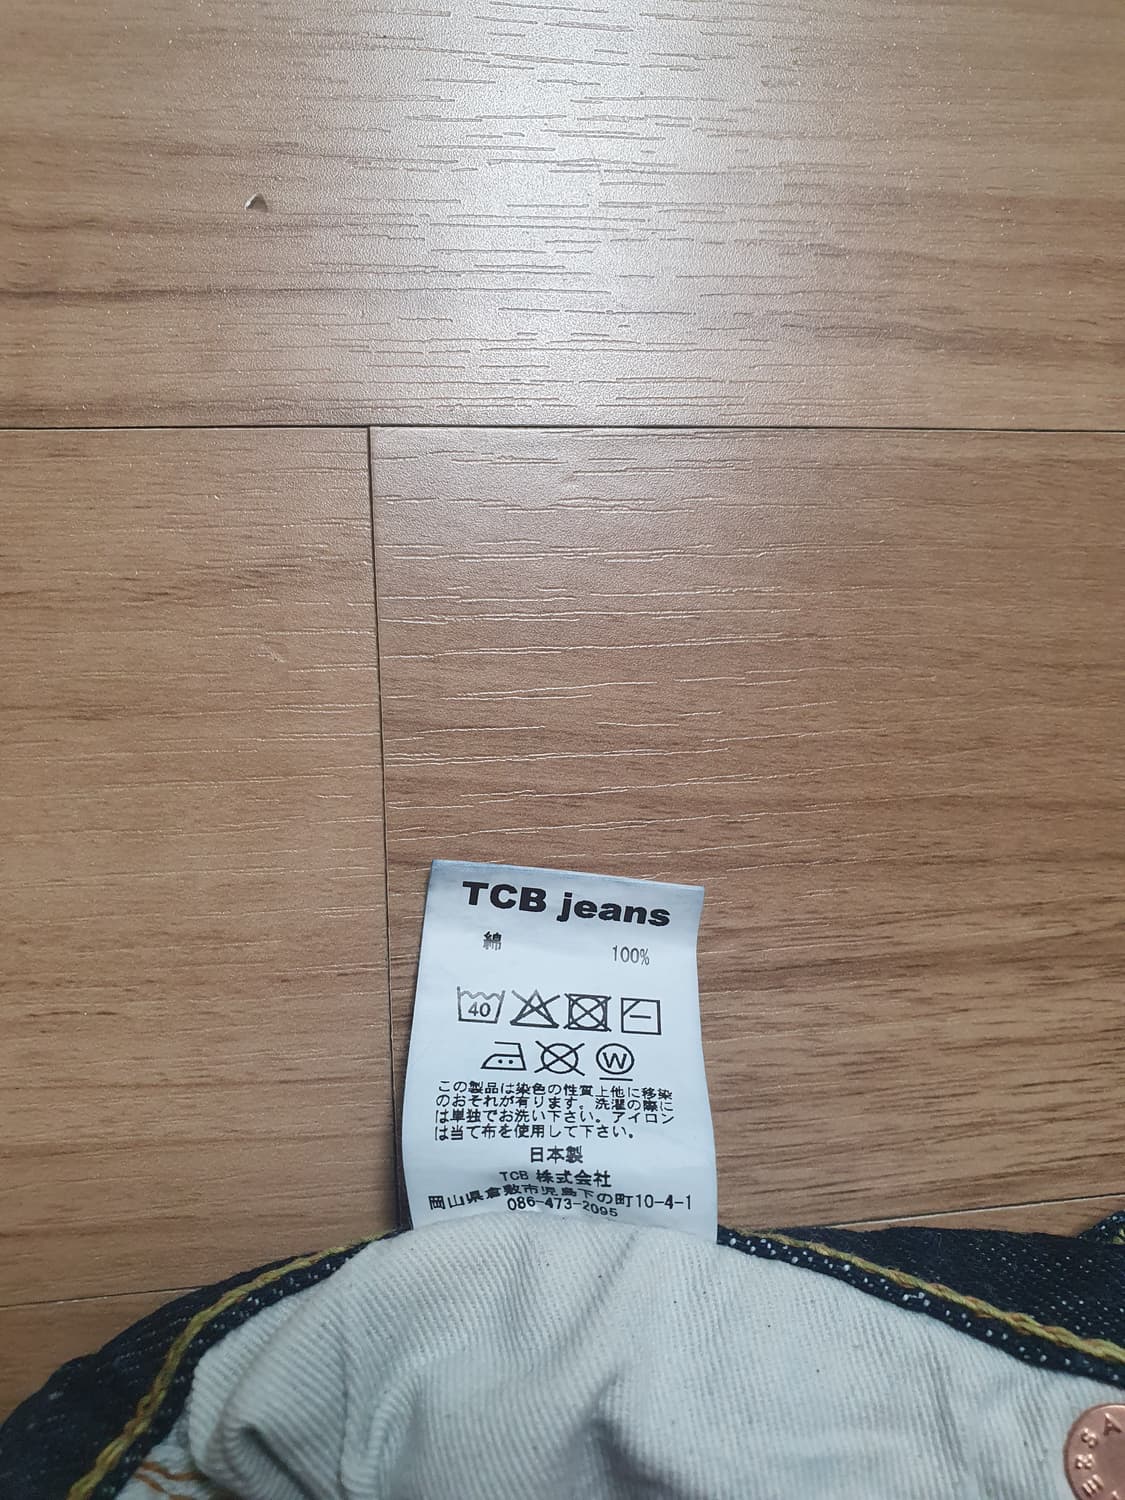 TCB jeans
綿 100%
40
W
この製品は染色の性質上他に移染
のおそれが有ります。洗濯の際に
は単独でお洗い下さい。アイロン
は当て布を使用して下さい。
日本製
TCB 株式会社
岡山県倉敷市児島下の町10-4-1
086-473-2095